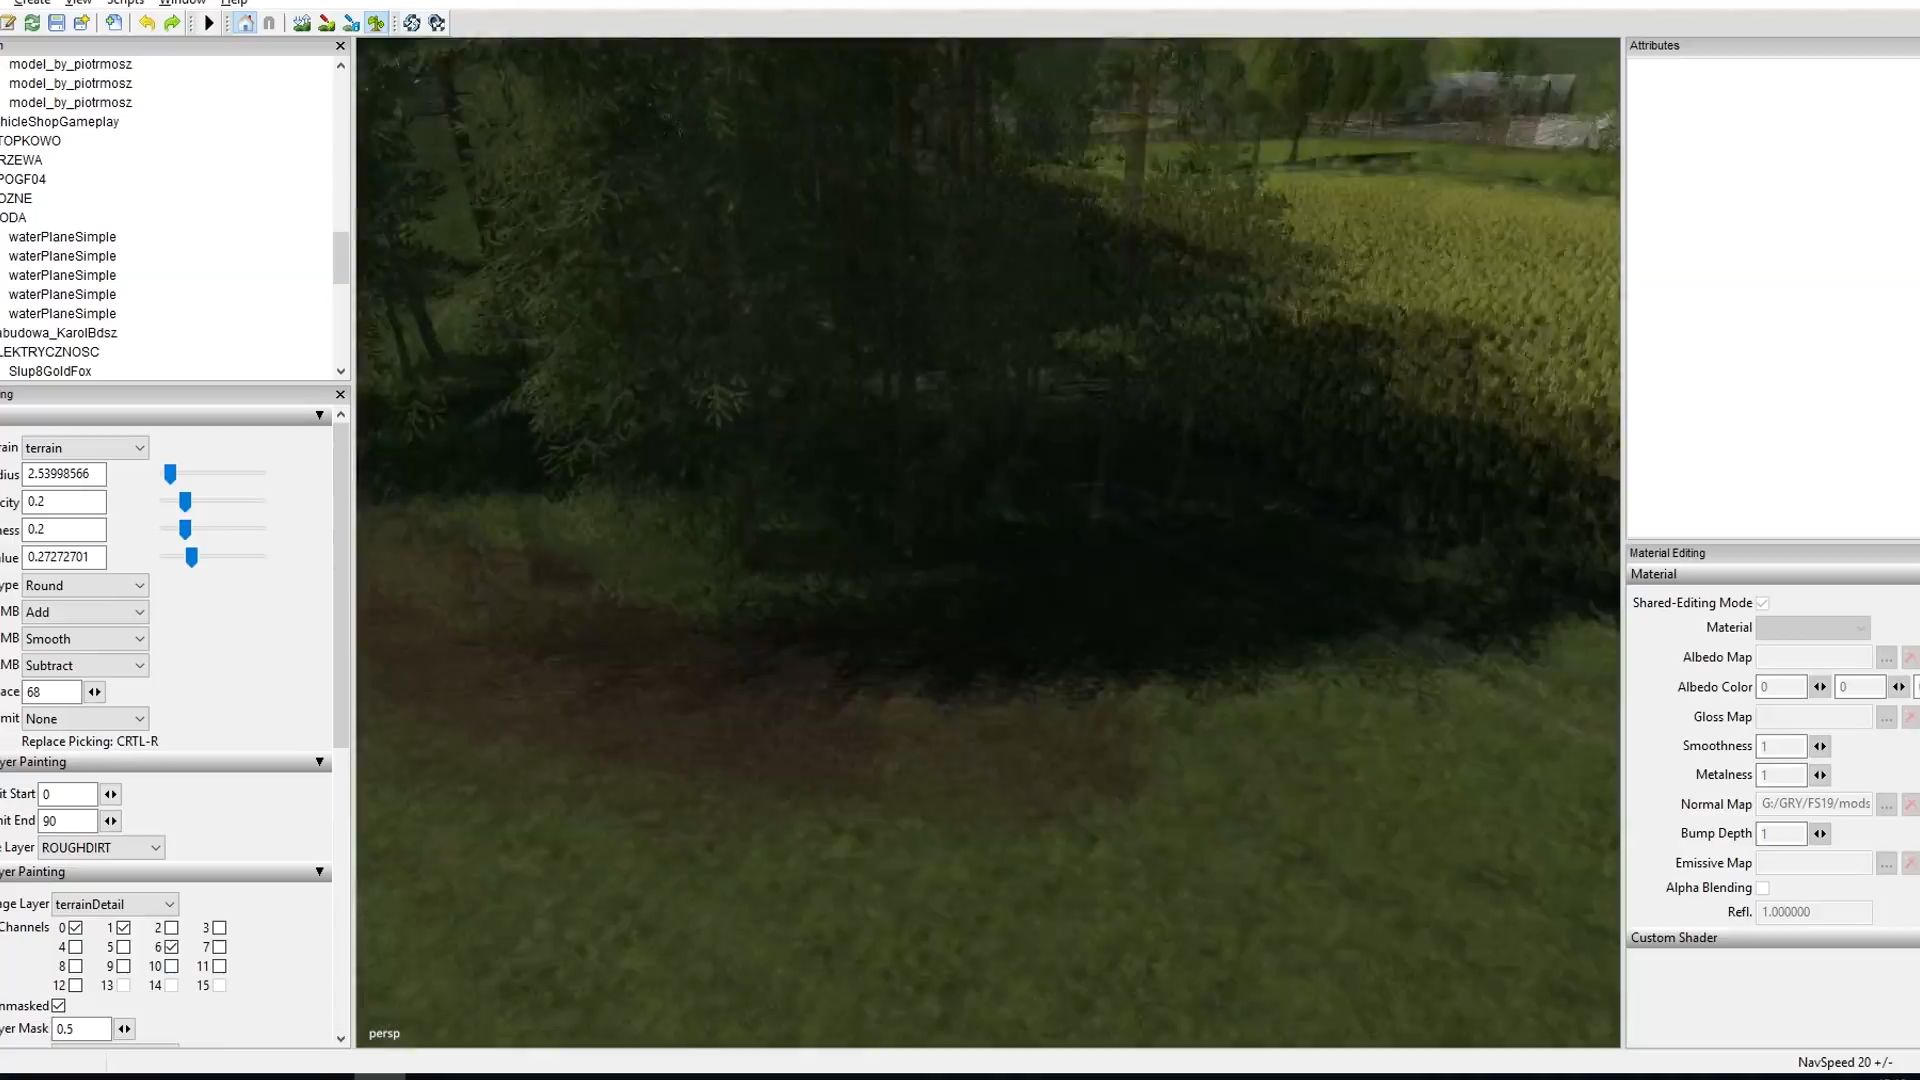 Create View Scripts Window Help
model_by_piotrmosz
model_by_piotrmosz
model_by_piotrmosz
hicleShopGameplay
TOPKOWO
RZEWA
POGF04
OZNE
ODA
waterPlaneSimple
waterPlaneSimple
waterPlaneSimple
waterPlaneSimple
waterPlaneSimple
abudowa_KarolBdsz
LEKTRYCZNOSC
Slup8GoldFox
ng
rain terrain
dius 2.53998566
city 0.2
ness 0.2
alue 0.27272701
ype Round
MB Add
MB Smooth
MB Subtract
ace 68
mit None
Replace Picking: CRTL-R
yer Painting
it Start 0
mit End 90
e Layer ROUGHDIRT
yer Painting
age Layer terrainDetail
Channels 0 1 2 3
4 5 6 7
8 9 10 11
12 13 14 15
nmasked
yer Mask 0.5
persp
Attributes
Material Editing
Material
Shared-Editing Mode
Material
Albedo Map ...
Albedo Color 0 0
Gloss Map ...
Smoothness 1
Metalness 1
Normal Map G:/GRY/FS19/mods ...
Bump Depth 1
Emissive Map ...
Alpha Blending
Refl. 1.000000
Custom Shader
NavSpeed 20 +/-